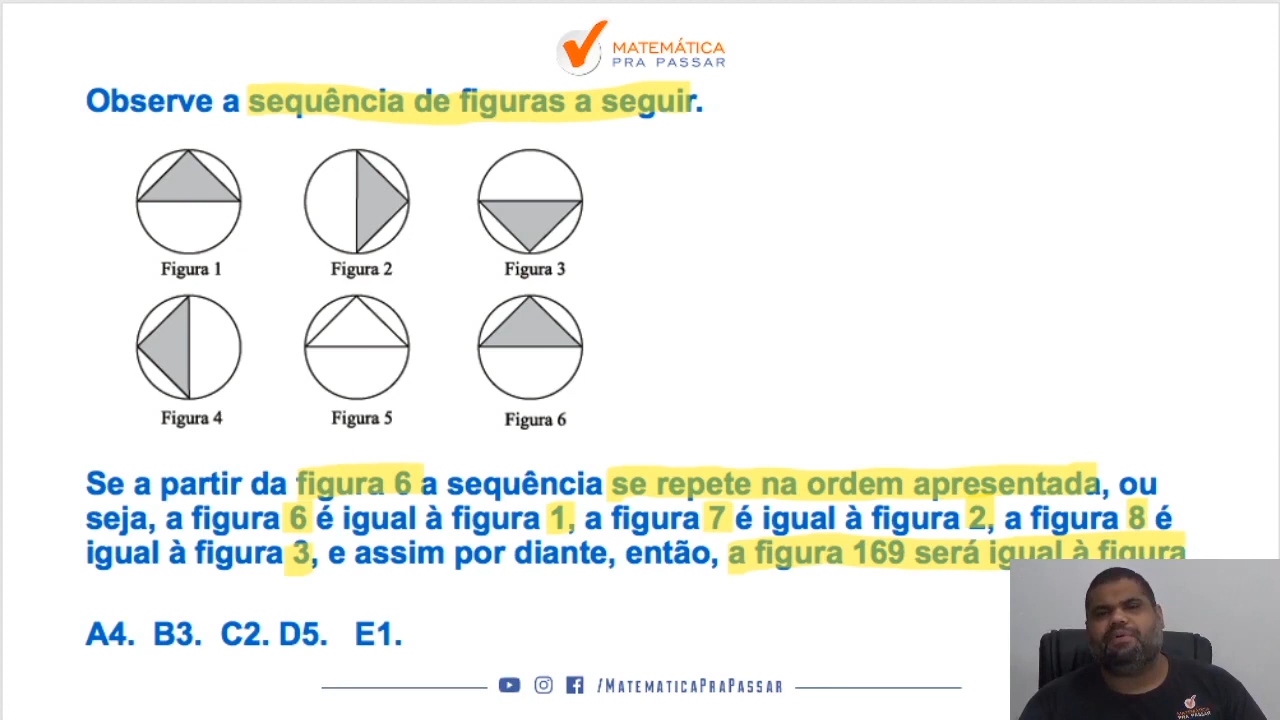 MATEMÁTICA
PRA PASSAR
Observe a sequência de figuras a seguir.
Figura 1
Figura 2
Figura 3
Figura 4
Figura 5
Figura 6
Se a partir da figura 6 a sequência se repete na ordem apresentada, ou
seja, a figura 6 é igual à figura 1, a figura 7 é igual à figura 2, a figura 8 é
igual à figura 3, e assim por diante, então, a figura 169 será igual à figura
A4. B3. C2. D5. E1.
/MATEMATICAPRAPASSAR
MATEMÁTICA
PRA PASSAR